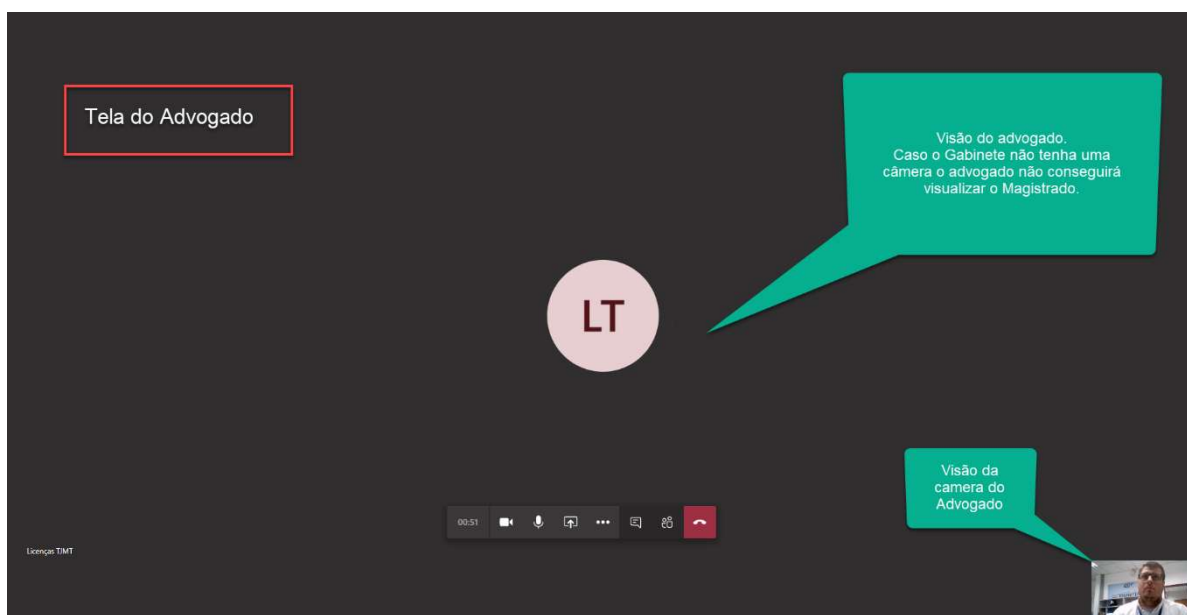 Tela do Advogado
Visão do advogado.
Caso o Gabinete não tenha uma
câmera o advogado não conseguirá
visualizar o Magistrado.
LT
Visão da
camera do
Advogado
00:51
Licenças TJMT